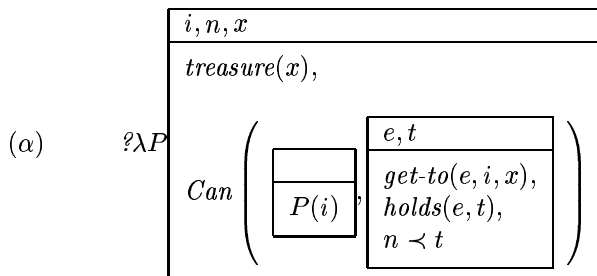 i, n, x
treasure(x),
(α) ?λP e, t
Can ( P(i) , get-to(e, i, x), )
holds(e, t),
n ≺ t